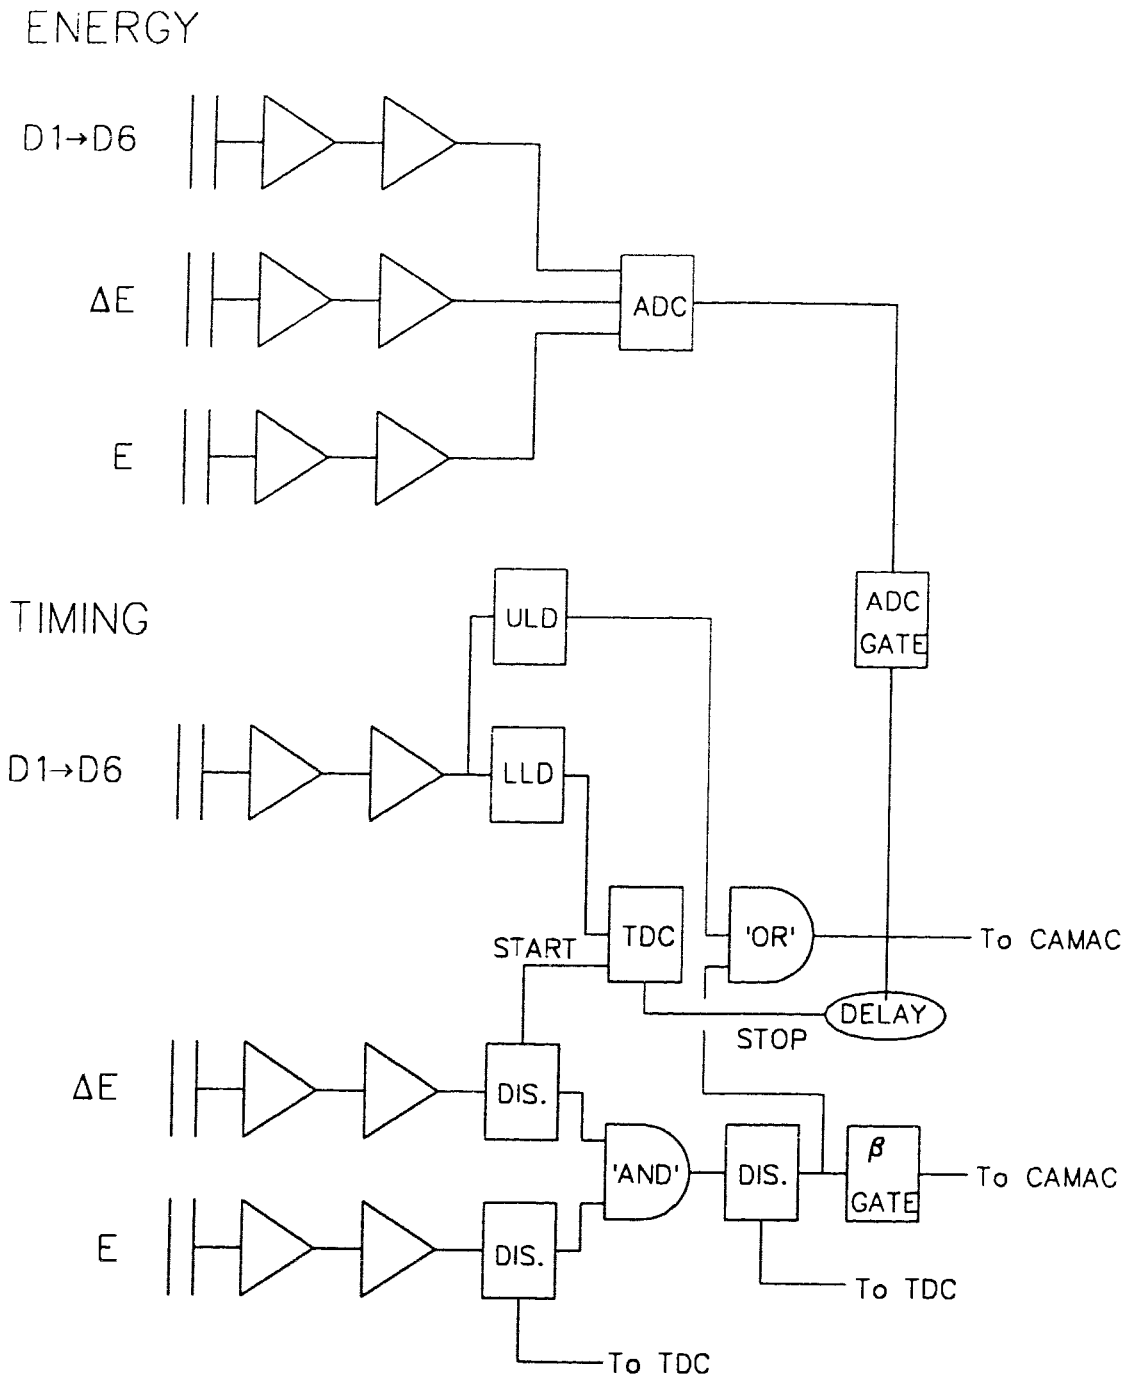 ENERGY
D1→D6
ΔE
ADC
E
ADC
GATE
TIMING
ULD
D1→D6
LLD
TDC
'OR'
To CAMAC
START
DELAY
STOP
ΔE
DIS.
'AND'
DIS.
β
GATE
To CAMAC
E
DIS.
To TDC
To TDC